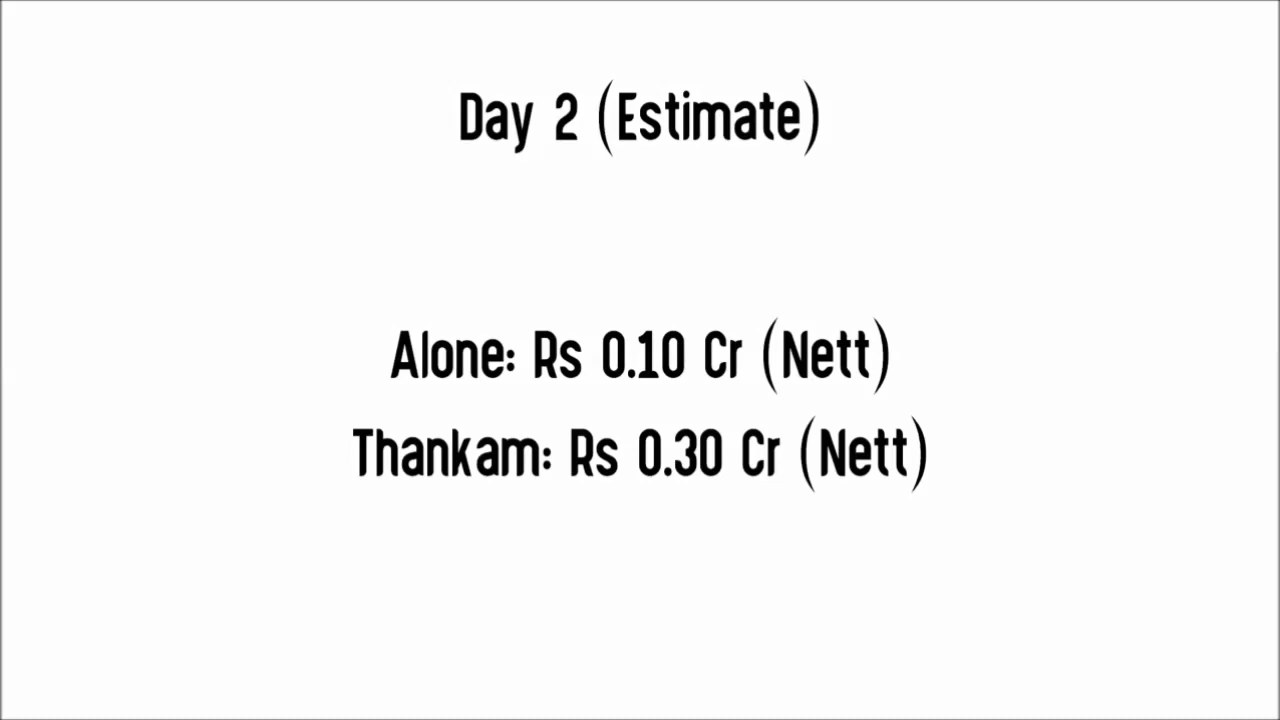 Day 2 (Estimate)
Alone: Rs 0.10 Cr (Nett)
Thankam: Rs 0.30 Cr (Nett)